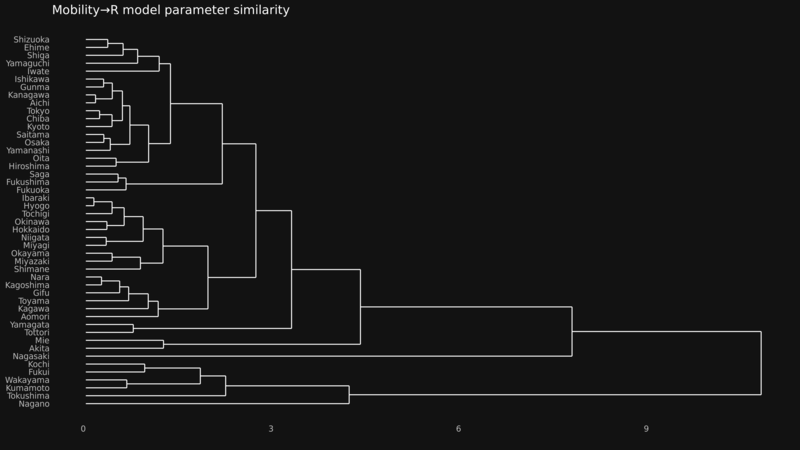 Mobility→R model parameter similarity
Shizuoka
Ehime
Shiga
Yamaguchi
Iwate
Ishikawa
Gunma
Kanagawa
Aichi
Tokyo
Chiba
Kyoto
Saitama
Osaka
Yamanashi
Oita
Hiroshima
Saga
Fukushima
Fukuoka
Ibaraki
Hyogo
Tochigi
Okinawa
Hokkaido
Niigata
Miyagi
Okayama
Miyazaki
Shimane
Nara
Kagoshima
Gifu
Toyama
Kagawa
Aomori
Yamagata
Tottori
Mie
Akita
Nagasaki
Kochi
Fukui
Wakayama
Kumamoto
Tokushima
Nagano
0 3 6 9